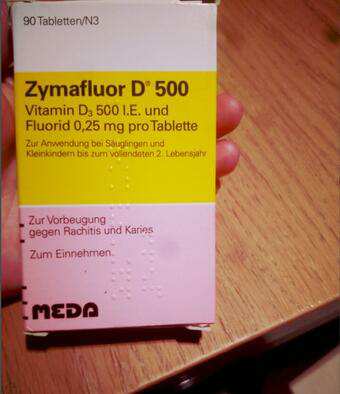 90 Tabletten/N3
Zymafluor D® 500
Vitamin D₃ 500 I.E. und
Fluorid 0,25 mg pro Tablette
Zur Anwendung bei Säuglingen und
Kleinkindern bis zum vollendeten 2. Lebensjahr
Zur Vorbeugung
gegen Rachitis und Karies
Zum Einnehmen.
MEDA